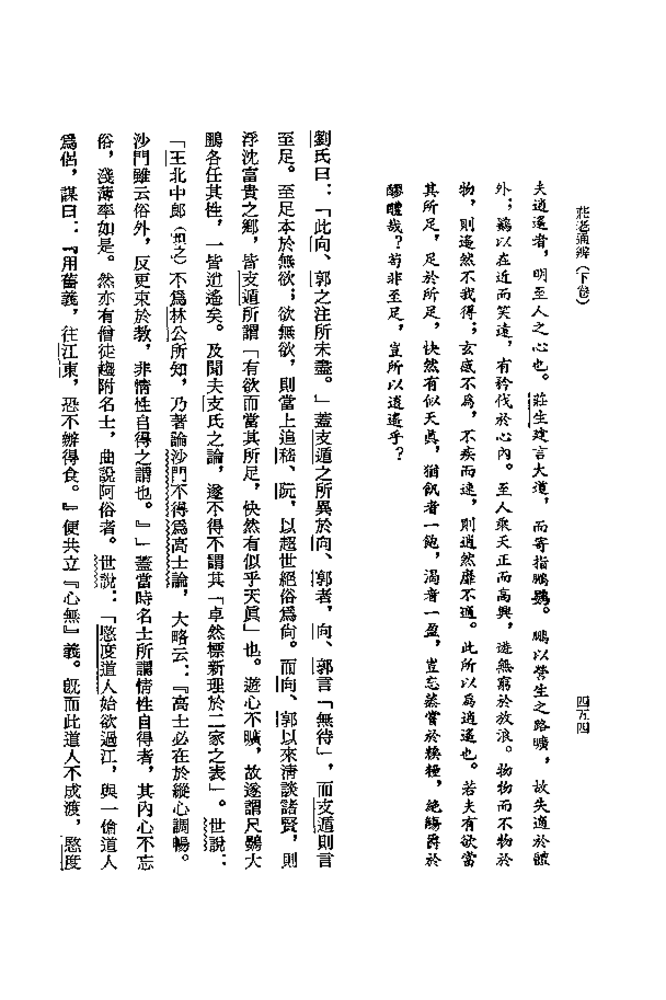 莊老通辨（下卷）
四五四
夫逍遙者，明至人之心也。莊生建言大道，而寄指鵬鷃。鵬以營生之路曠，故失適於體
外；鷃以在近而笑遠，有矜伐於心內。至人乘天正而高興，遊無窮於放浪。物物而不物於
物，則遙然不我得；玄感不為，不疾而速，則逍然靡不適。此所以為逍遙也。若夫有欲當
其所足，足於所足，快然有似天真，猶飢者一飽，渴者一盈，豈忘蒸嘗於糗糧，絕觴爵於
醪醴哉？苟非至足，豈所以逍遙乎？
劉氏曰：「此向、郭之注所未盡。」蓋支遁之所異於向、郭者，向、郭言「無待」，而支遁則言
至足。至足本於無欲；欲無欲，則當上追嵇、阮，以超世絕俗爲尙。而向、郭以來清談諸賢，則
浮沈富貴之鄉，皆支遁所謂「有欲而當其所足，快然有似乎天眞」也。遊心不曠，故遂謂尺鷃大
鵬各任其性，一皆逍遙矣。及聞夫支氏之論，遂不得不謂其「卓然標新理於二家之表」。世說：
「王北中郎（坦之）不爲林公所知，乃著論沙門不得爲高士論，大略云：『高士必在於縱心調暢。
沙門雖云俗外，反更束於教，非情性自得之謂也。』」蓋當時名士所謂情性自得者，其內心不忘
俗，淺薄率如是。然亦有僧徒趨附名士，曲說阿俗者。世說：「愍度道人始欲過江，與一傖道人
爲侶，謀曰：『用舊義，往江東，恐不辦得食。』便共立『心無』義。旣而此道人不成渡，愍度